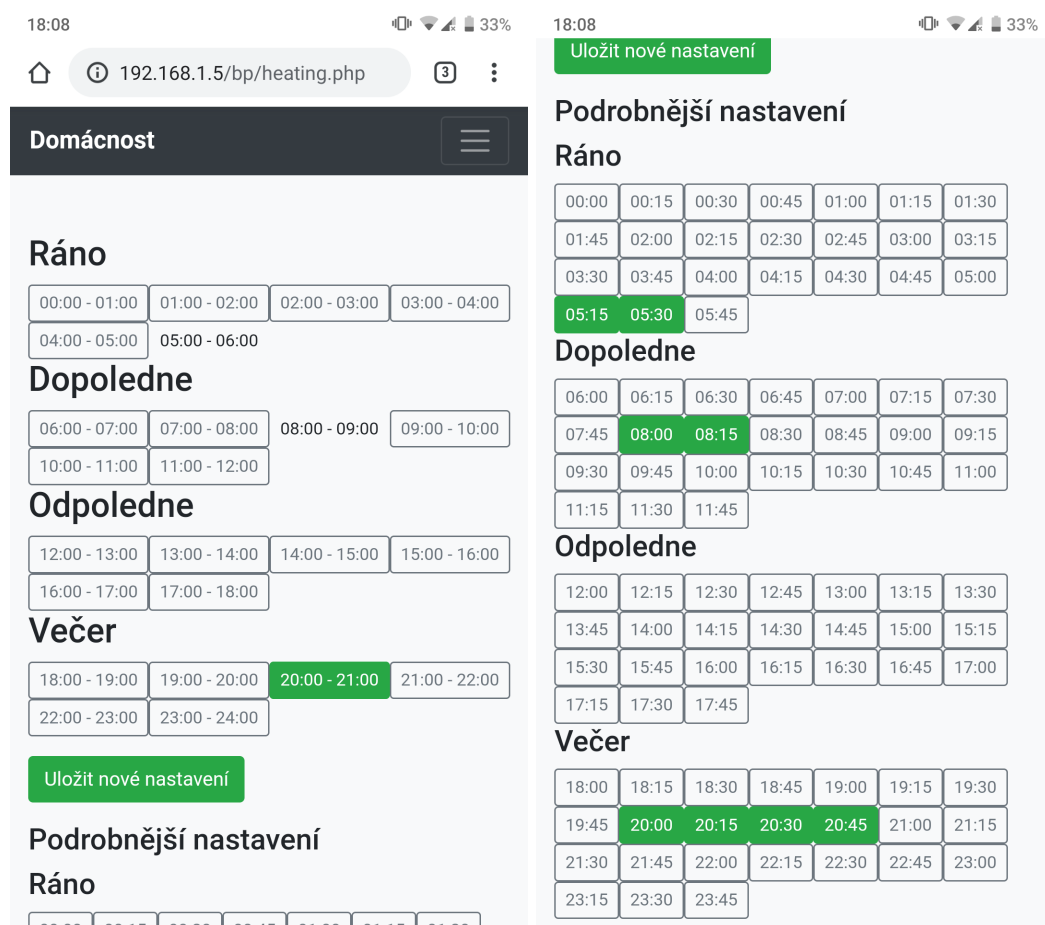 18:08
33%
192.168.1.5/bp/heating.php
3
Domácnost
Ráno
00:00 - 01:00 01:00 - 02:00 02:00 - 03:00 03:00 - 04:00
04:00 - 05:00 05:00 - 06:00
Dopoledne
06:00 - 07:00 07:00 - 08:00 08:00 - 09:00 09:00 - 10:00
10:00 - 11:00 11:00 - 12:00
Odpoledne
12:00 - 13:00 13:00 - 14:00 14:00 - 15:00 15:00 - 16:00
16:00 - 17:00 17:00 - 18:00
Večer
18:00 - 19:00 19:00 - 20:00 20:00 - 21:00 21:00 - 22:00
22:00 - 23:00 23:00 - 24:00
Uložit nové nastavení
Podrobnější nastavení
Ráno
18:08
33%
Uložit nové nastavení
Podrobnější nastavení
Ráno
00:00 00:15 00:30 00:45 01:00 01:15 01:30
01:45 02:00 02:15 02:30 02:45 03:00 03:15
03:30 03:45 04:00 04:15 04:30 04:45 05:00
05:15 05:30 05:45
Dopoledne
06:00 06:15 06:30 06:45 07:00 07:15 07:30
07:45 08:00 08:15 08:30 08:45 09:00 09:15
09:30 09:45 10:00 10:15 10:30 10:45 11:00
11:15 11:30 11:45
Odpoledne
12:00 12:15 12:30 12:45 13:00 13:15 13:30
13:45 14:00 14:15 14:30 14:45 15:00 15:15
15:30 15:45 16:00 16:15 16:30 16:45 17:00
17:15 17:30 17:45
Večer
18:00 18:15 18:30 18:45 19:00 19:15 19:30
19:45 20:00 20:15 20:30 20:45 21:00 21:15
21:30 21:45 22:00 22:15 22:30 22:45 23:00
23:15 23:30 23:45